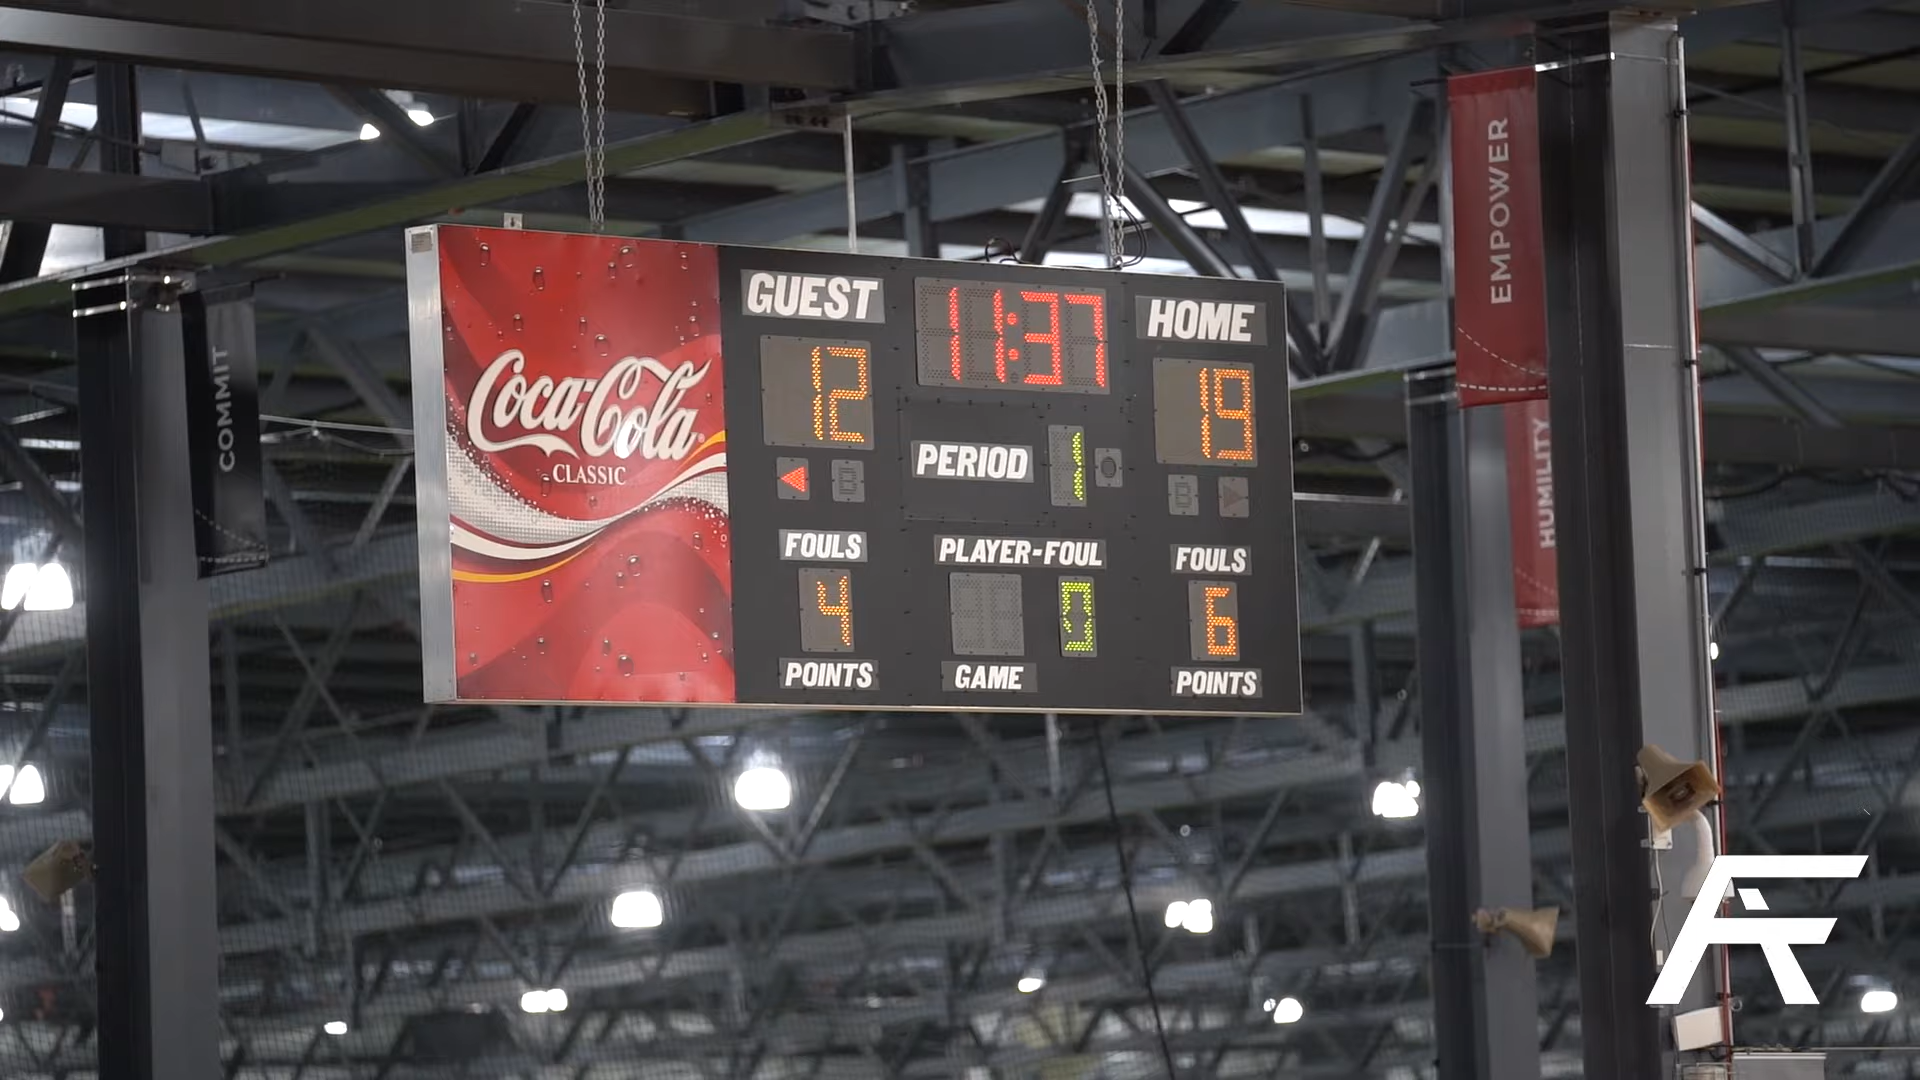 EMPOWER
HUMILITY
COMMIT
Coca-Cola
CLASSIC
GUEST
11:37
HOME
12
19
PERIOD
1
B
B
FOULS
PLAYER-FOUL
FOULS
4
0
6
POINTS
GAME
POINTS